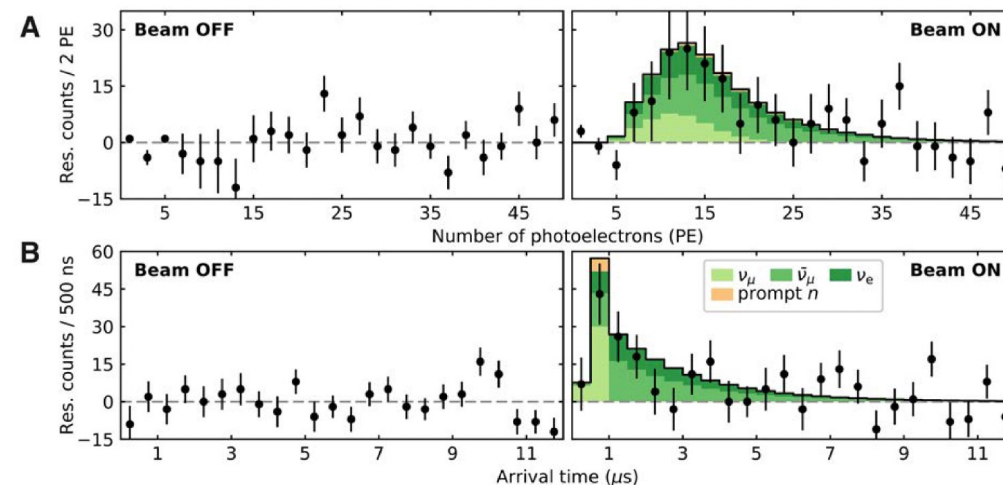 A
Beam OFF
Beam ON
Res. counts / 2 PE
30
15
0
−15
5 15 25 35 45
5 15 25 35 45
Number of photoelectrons (PE)
B
Beam OFF
Beam ON
Res. counts / 500 ns
60
45
30
15
0
−15
νμ ν̄μ νe
prompt n
1 3 5 7 9 11
1 3 5 7 9 11
Arrival time (μs)